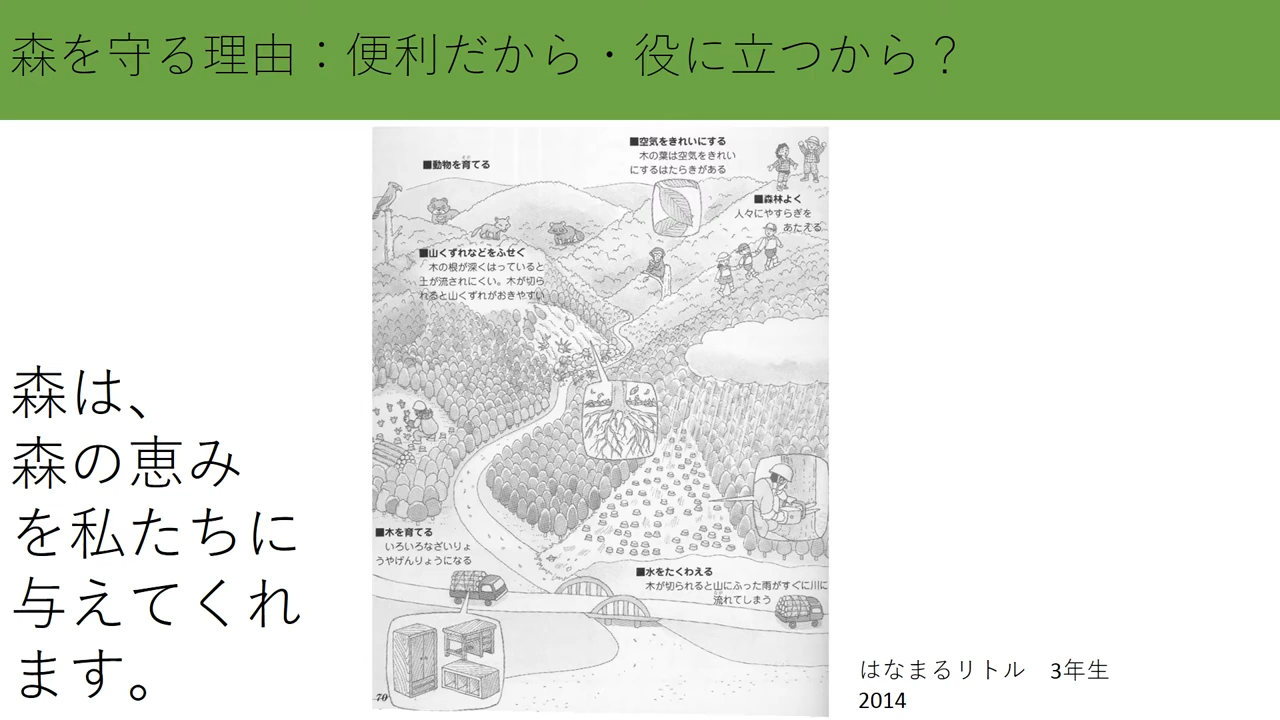 森を守る理由：便利だから・役に立つから？
■動物を育てる
そだ
■空気をきれいにする
木の葉は空気をきれい
にするはたらきがある
■森林よく
人々にやすらぎを
あたえる
■山くずれなどをふせぐ
木の根が深くはっていると
土が流されにくい。木が切ら
れると山くずれがおきやすい
森は、
森の恵み
を私たちに
与えてくれ
ます。
■木を育てる
いろいろなざいりょ
うやげんりょうになる
■水をたくわえる
木が切られると山にふった雨がすぐに川に
流れてしまう
70
はなまるリトル　3年生
2014